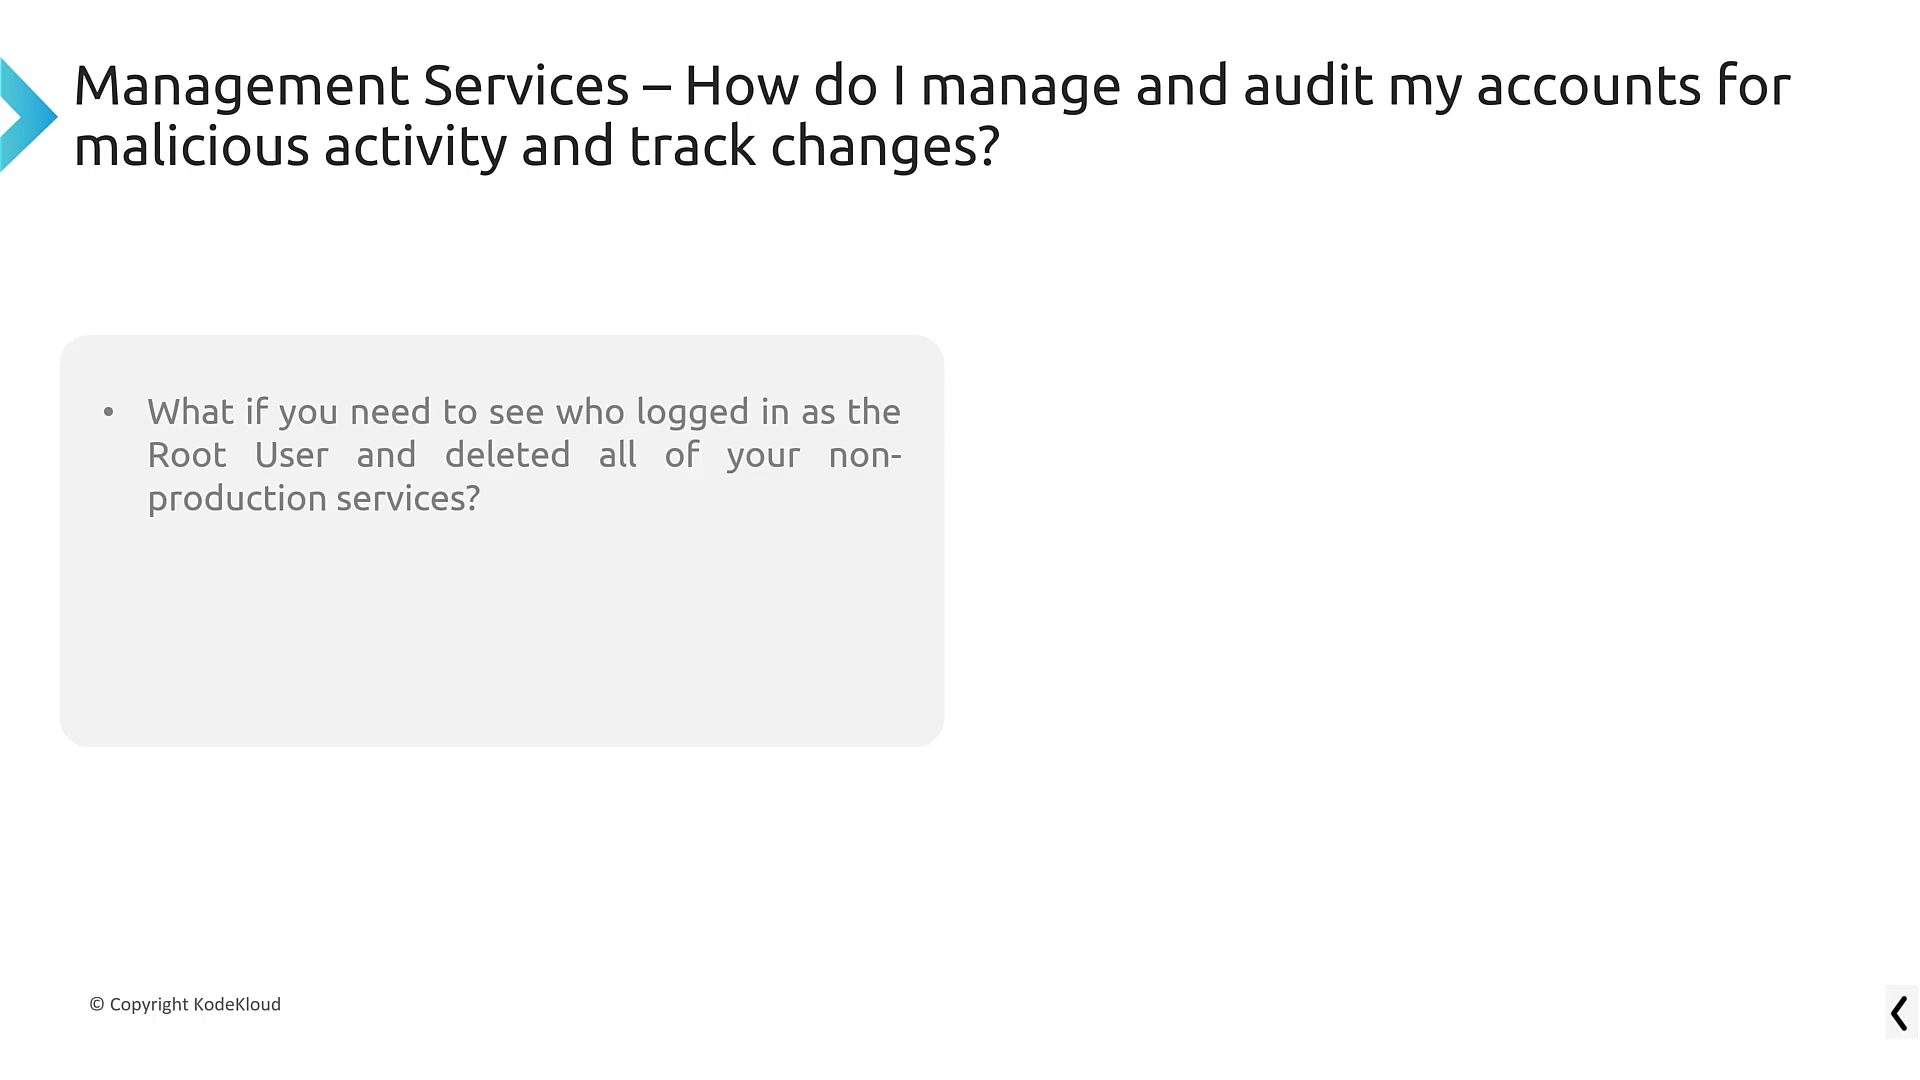 Management Services – How do I manage and audit my accounts for
malicious activity and track changes?
• What if you need to see who logged in as the
Root User and deleted all of your non-
production services?
© Copyright KodeKloud